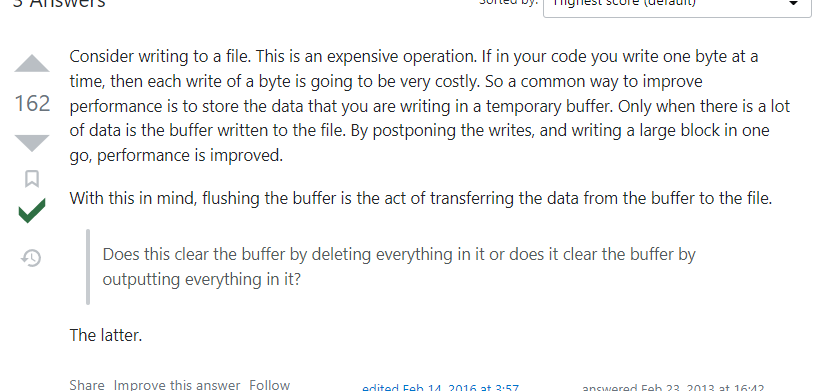 3 Answers
Sorted by:
Highest score (default)
Consider writing to a file. This is an expensive operation. If in your code you write one byte at a
time, then each write of a byte is going to be very costly. So a common way to improve
162
performance is to store the data that you are writing in a temporary buffer. Only when there is a lot
of data is the buffer written to the file. By postponing the writes, and writing a large block in one
go, performance is improved.
With this in mind, flushing the buffer is the act of transferring the data from the buffer to the file.
Does this clear the buffer by deleting everything in it or does it clear the buffer by
outputting everything in it?
The latter.
Share Improve this answer Follow
edited Feb 14, 2016 at 3:57
answered Feb 23, 2013 at 16:42